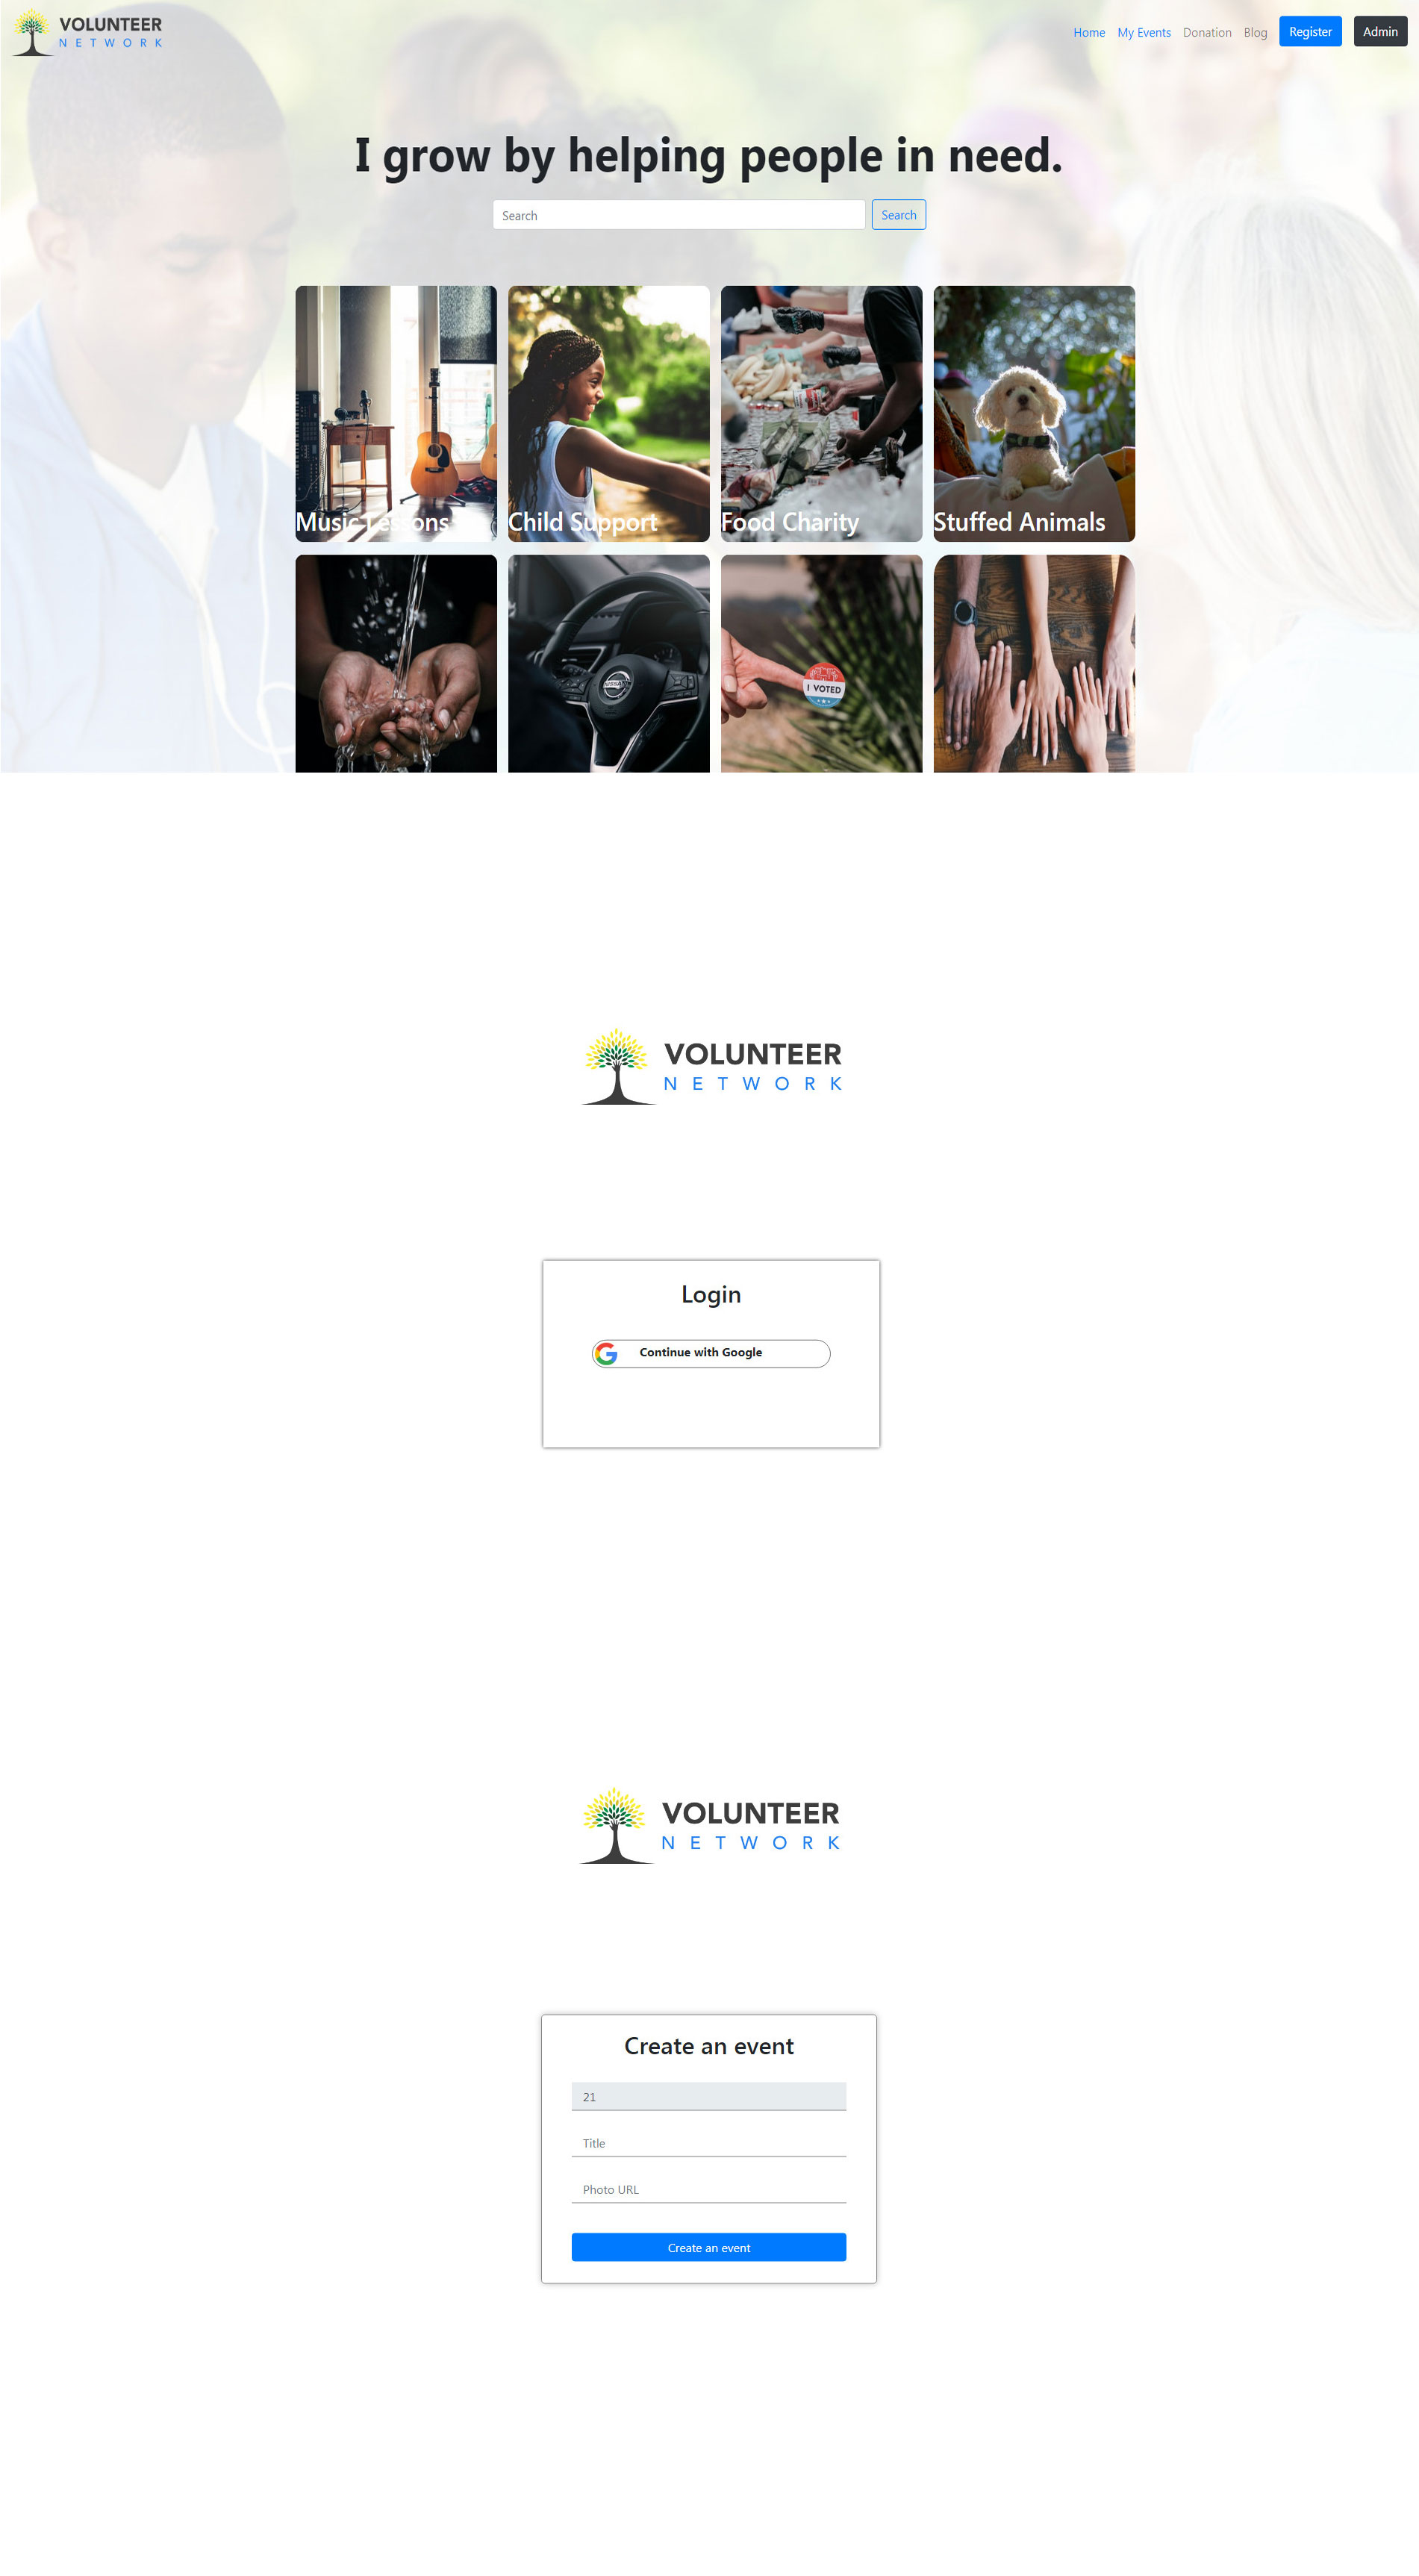 VOLUNTEER
NETWORK
Home My Events Donation Blog Register Admin
I grow by helping people in need.
Search Search
Music Lessons Child Support Food Charity Stuffed Animals
NISSAN
I VOTED
VOLUNTEER
NETWORK
Login
Continue with Google
VOLUNTEER
NETWORK
Create an event
21
Title
Photo URL
Create an event